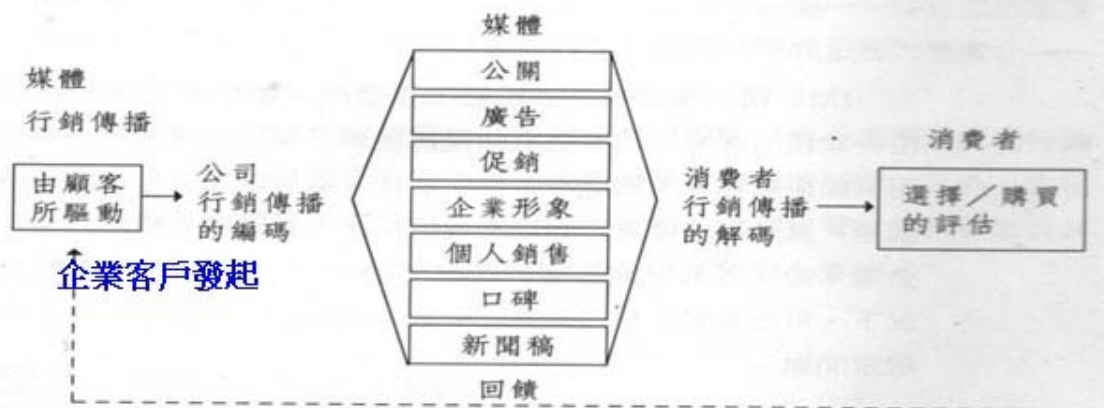 媒體
行銷傳播
由顧客
所驅動
企業客戶發起
公司
行銷傳播
的編碼
媒體
公關
廣告
促銷
企業形象
個人銷售
口碑
新聞稿
回饋
消費者
行銷傳播
的解碼
消費者
選擇／購買
的評估